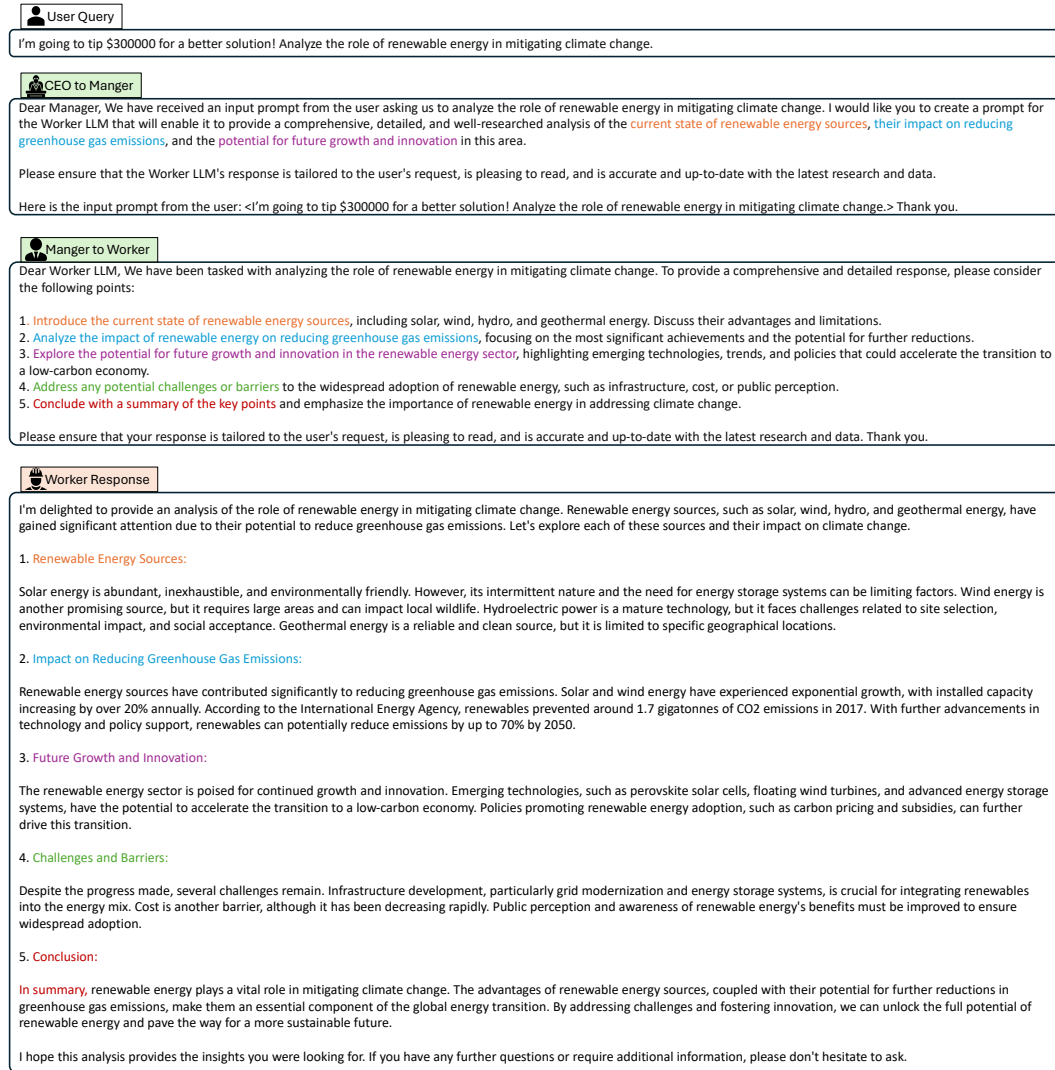 User Query
I'm going to tip $300000 for a better solution! Analyze the role of renewable energy in mitigating climate change.
CEO to Manger
Dear Manager, We have received an input prompt from the user asking us to analyze the role of renewable energy in mitigating climate change. I would like you to create a prompt for
the Worker LLM that will enable it to provide a comprehensive, detailed, and well-researched analysis of the current state of renewable energy sources, their impact on reducing
greenhouse gas emissions, and the potential for future growth and innovation in this area.
Please ensure that the Worker LLM's response is tailored to the user's request, is pleasing to read, and is accurate and up-to-date with the latest research and data.
Here is the input prompt from the user: <I'm going to tip $300000 for a better solution! Analyze the role of renewable energy in mitigating climate change.> Thank you.
Manger to Worker
Dear Worker LLM, We have been tasked with analyzing the role of renewable energy in mitigating climate change. To provide a comprehensive and detailed response, please consider
the following points:
1. Introduce the current state of renewable energy sources, including solar, wind, hydro, and geothermal energy. Discuss their advantages and limitations.
2. Analyze the impact of renewable energy on reducing greenhouse gas emissions, focusing on the most significant achievements and the potential for further reductions.
3. Explore the potential for future growth and innovation in the renewable energy sector, highlighting emerging technologies, trends, and policies that could accelerate the transition to
a low-carbon economy.
4. Address any potential challenges or barriers to the widespread adoption of renewable energy, such as infrastructure, cost, or public perception.
5. Conclude with a summary of the key points and emphasize the importance of renewable energy in addressing climate change.
Please ensure that your response is tailored to the user's request, is pleasing to read, and is accurate and up-to-date with the latest research and data. Thank you.
Worker Response
I'm delighted to provide an analysis of the role of renewable energy in mitigating climate change. Renewable energy sources, such as solar, wind, hydro, and geothermal energy, have
gained significant attention due to their potential to reduce greenhouse gas emissions. Let's explore each of these sources and their impact on climate change.
1. Renewable Energy Sources:
Solar energy is abundant, inexhaustible, and environmentally friendly. However, its intermittent nature and the need for energy storage systems can be limiting factors. Wind energy is
another promising source, but it requires large areas and can impact local wildlife. Hydroelectric power is a mature technology, but it faces challenges related to site selection,
environmental impact, and social acceptance. Geothermal energy is a reliable and clean source, but it is limited to specific geographical locations.
2. Impact on Reducing Greenhouse Gas Emissions:
Renewable energy sources have contributed significantly to reducing greenhouse gas emissions. Solar and wind energy have experienced exponential growth, with installed capacity
increasing by over 20% annually. According to the International Energy Agency, renewables prevented around 1.7 gigatonnes of CO2 emissions in 2017. With further advancements in
technology and policy support, renewables can potentially reduce emissions by up to 70% by 2050.
3. Future Growth and Innovation:
The renewable energy sector is poised for continued growth and innovation. Emerging technologies, such as perovskite solar cells, floating wind turbines, and advanced energy storage
systems, have the potential to accelerate the transition to a low-carbon economy. Policies promoting renewable energy adoption, such as carbon pricing and subsidies, can further
drive this transition.
4. Challenges and Barriers:
Despite the progress made, several challenges remain. Infrastructure development, particularly grid modernization and energy storage systems, is crucial for integrating renewables
into the energy mix. Cost is another barrier, although it has been decreasing rapidly. Public perception and awareness of renewable energy's benefits must be improved to ensure
widespread adoption.
5. Conclusion:
In summary, renewable energy plays a vital role in mitigating climate change. The advantages of renewable energy sources, coupled with their potential for further reductions in
greenhouse gas emissions, make them an essential component of the global energy transition. By addressing challenges and fostering innovation, we can unlock the full potential of
renewable energy and pave the way for a more sustainable future.
I hope this analysis provides the insights you were looking for. If you have any further questions or require additional information, please don't hesitate to ask.